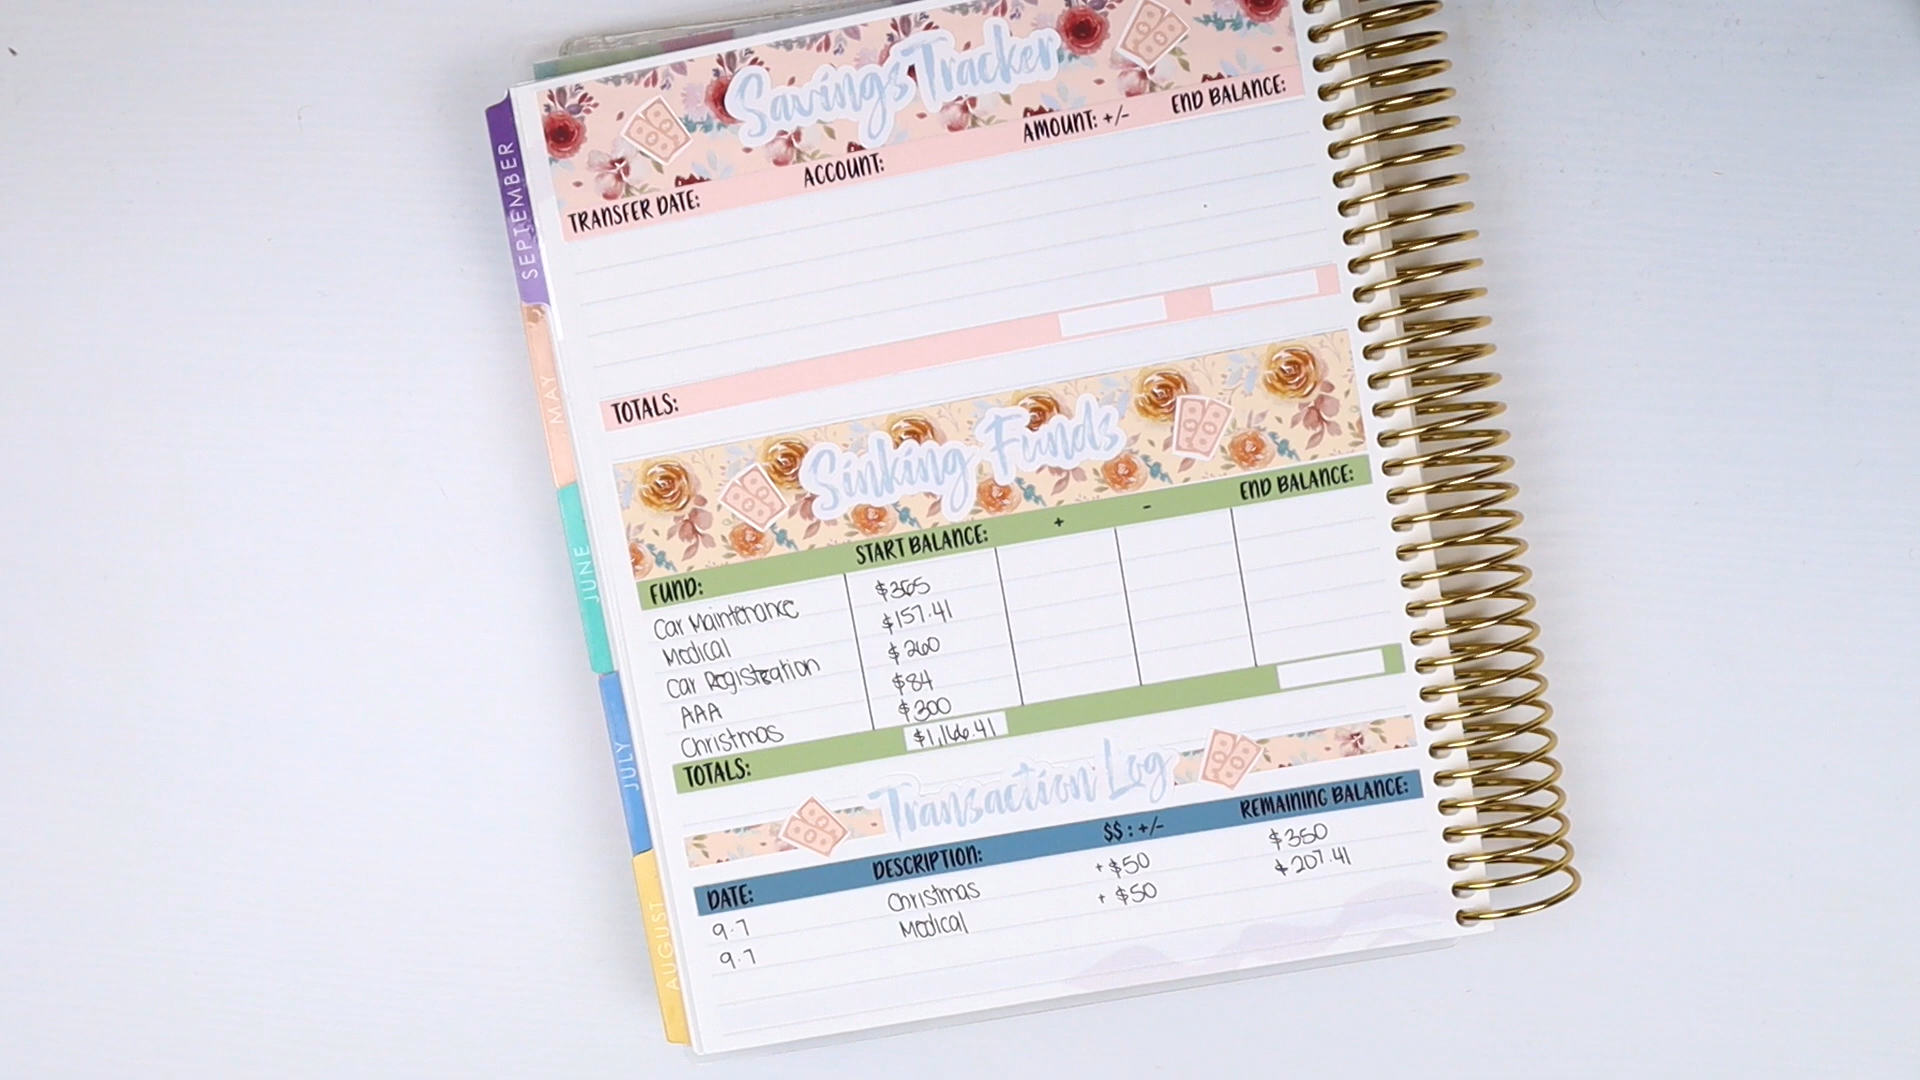 SEPTEMBER
MAY
JUNE
JULY
AUGUST
Savings Tracker
TRANSFER DATE: ACCOUNT: AMOUNT: +/- END BALANCE:
TOTALS:
Sinking Funds
FUND: START BALANCE: + - END BALANCE:
Car Maintenance $365
Medical $157.41
Car Registration $260
AAA $84
Christmas $300
TOTALS: $1,166.41
Transaction Log
DATE: DESCRIPTION: $$: +/- REMAINING BALANCE:
9.7 Christmas + $50 $350
9.7 Medical + $50 $207.41